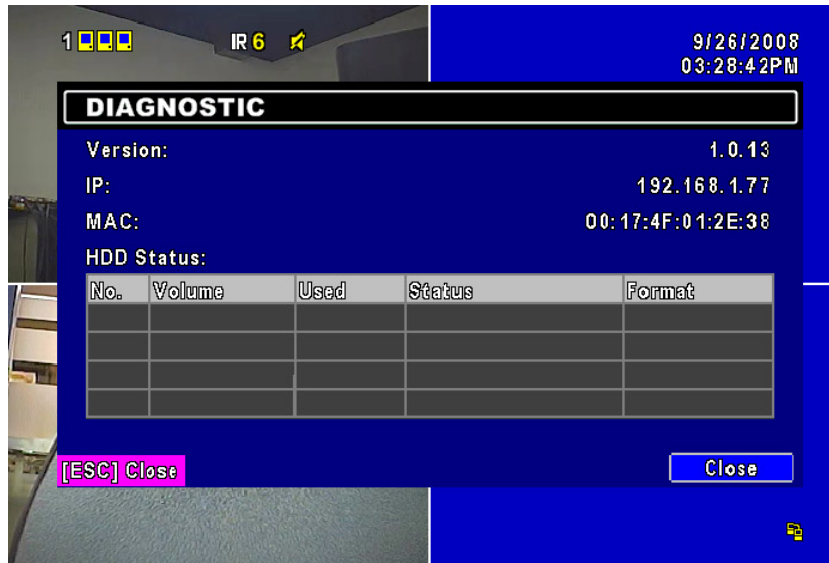 1 IR 6 9/26/2008
03:28:42PM
DIAGNOSTIC
Version: 1.0.13
IP: 192.168.1.77
MAC: 00:17:4F:01:2E:38
HDD Status:
No. Volume Used Status Format
[ESC] Close Close